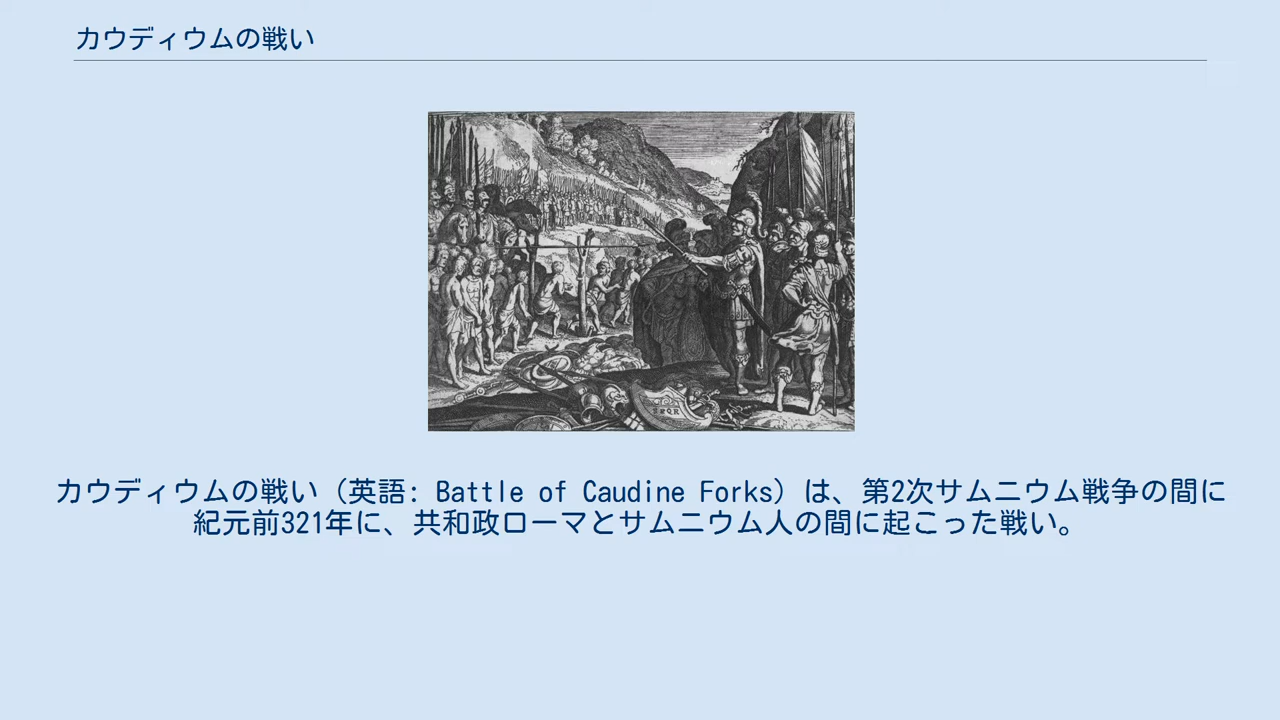 カウディウムの戦い
SPQR
カウディウムの戦い（英語: Battle of Caudine Forks）は、第2次サムニウム戦争の間に
紀元前321年に、共和政ローマとサムニウム人の間に起こった戦い。